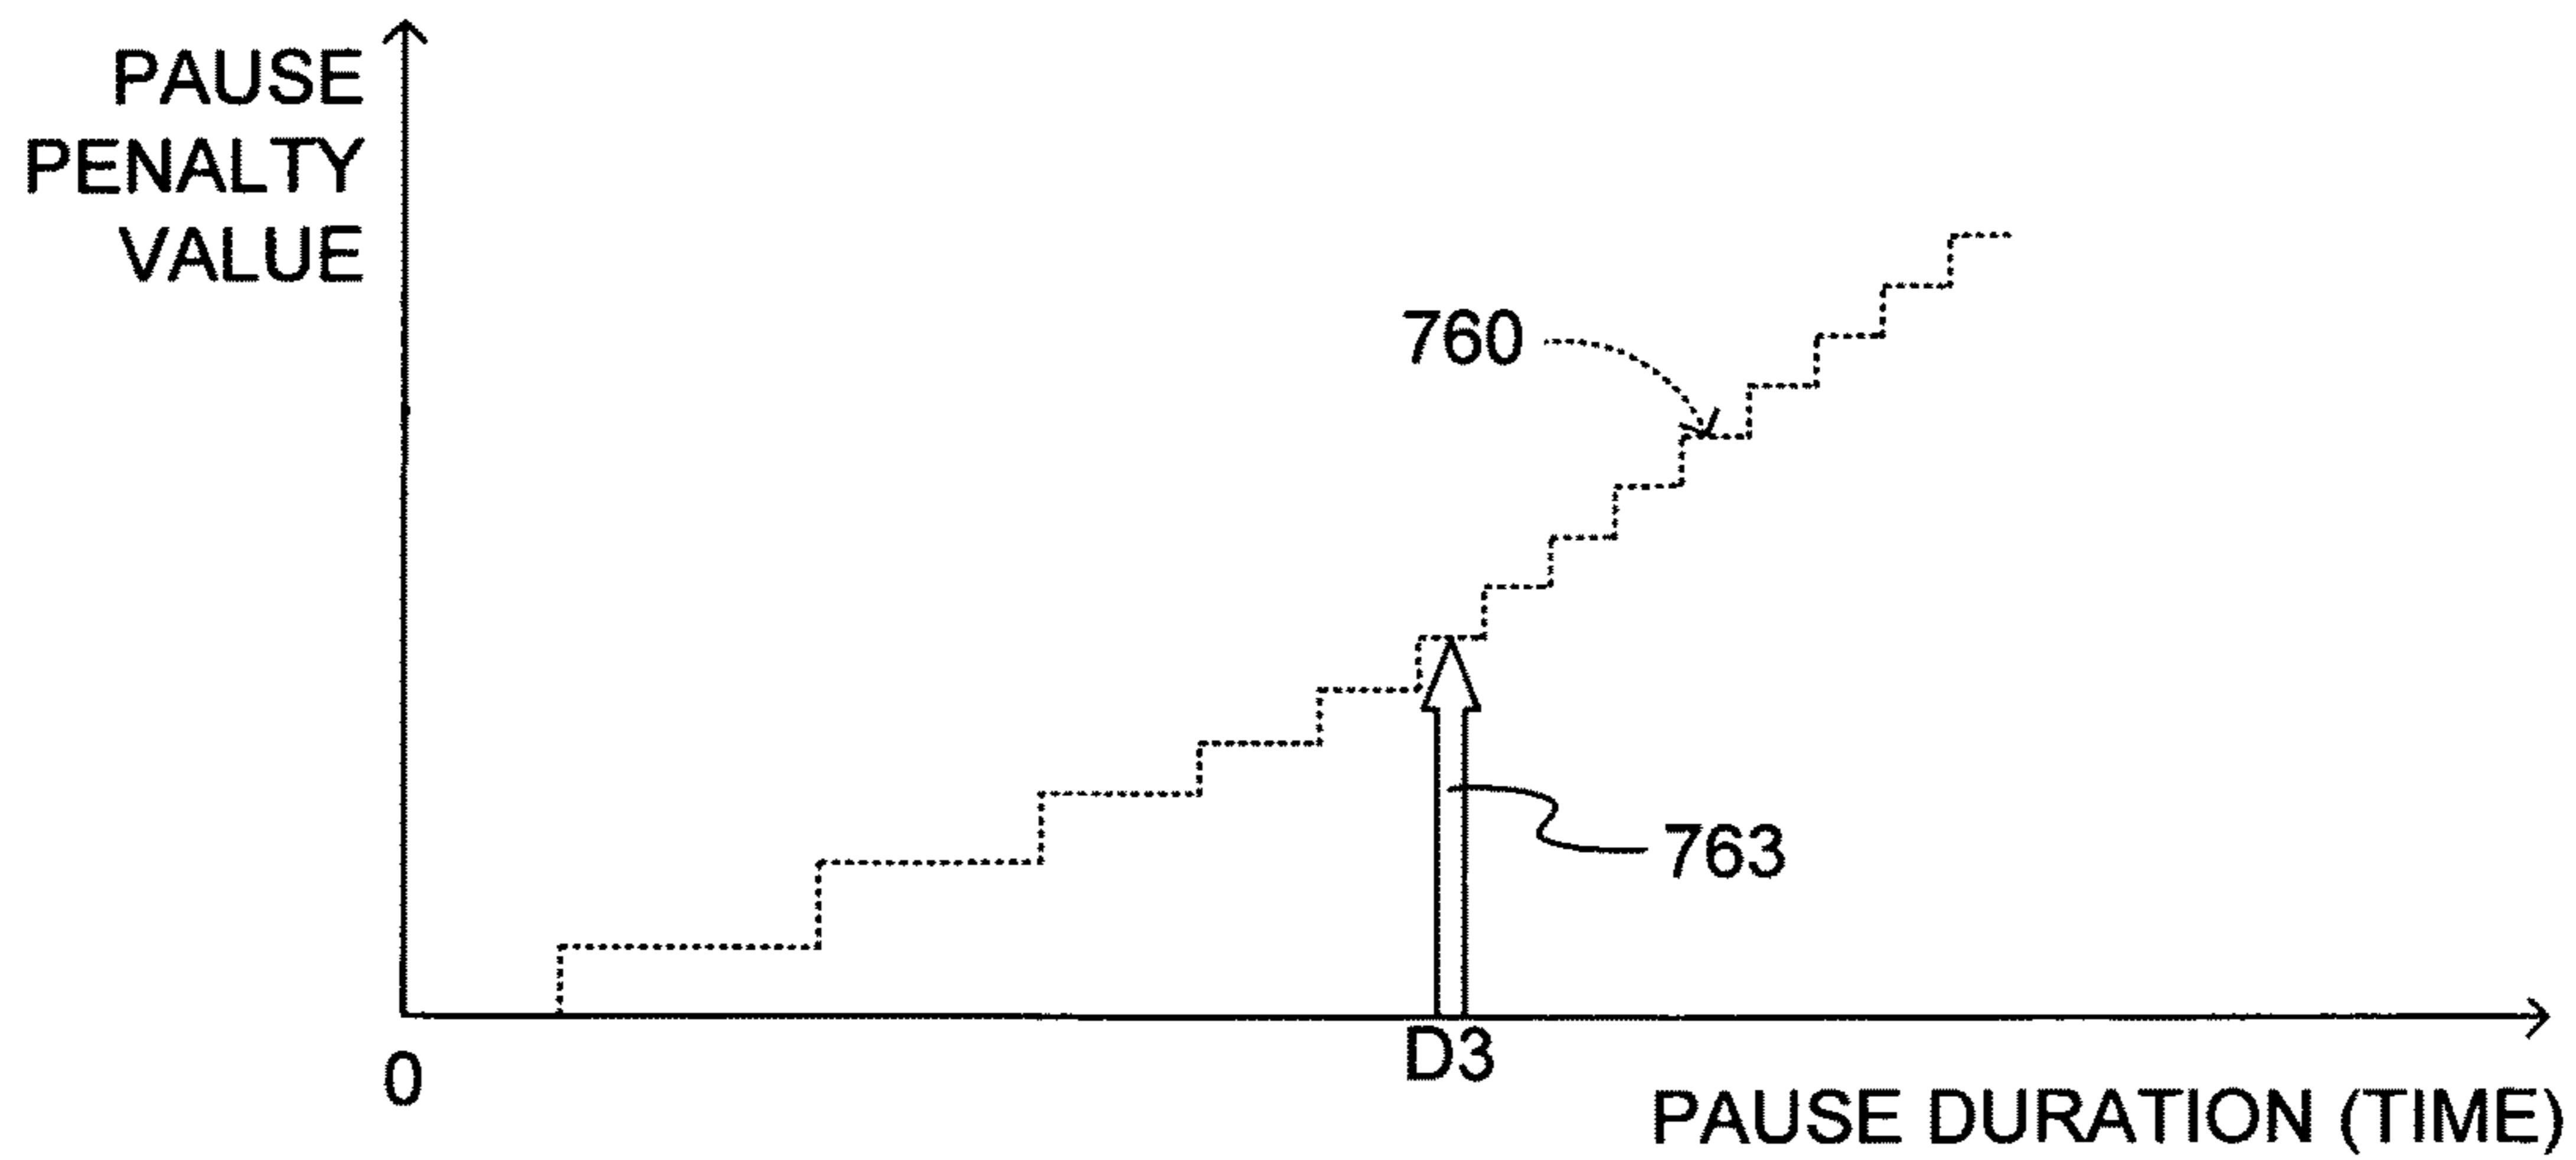 PAUSE
PENALTY
VALUE
760
763
0
D3
PAUSE DURATION (TIME)